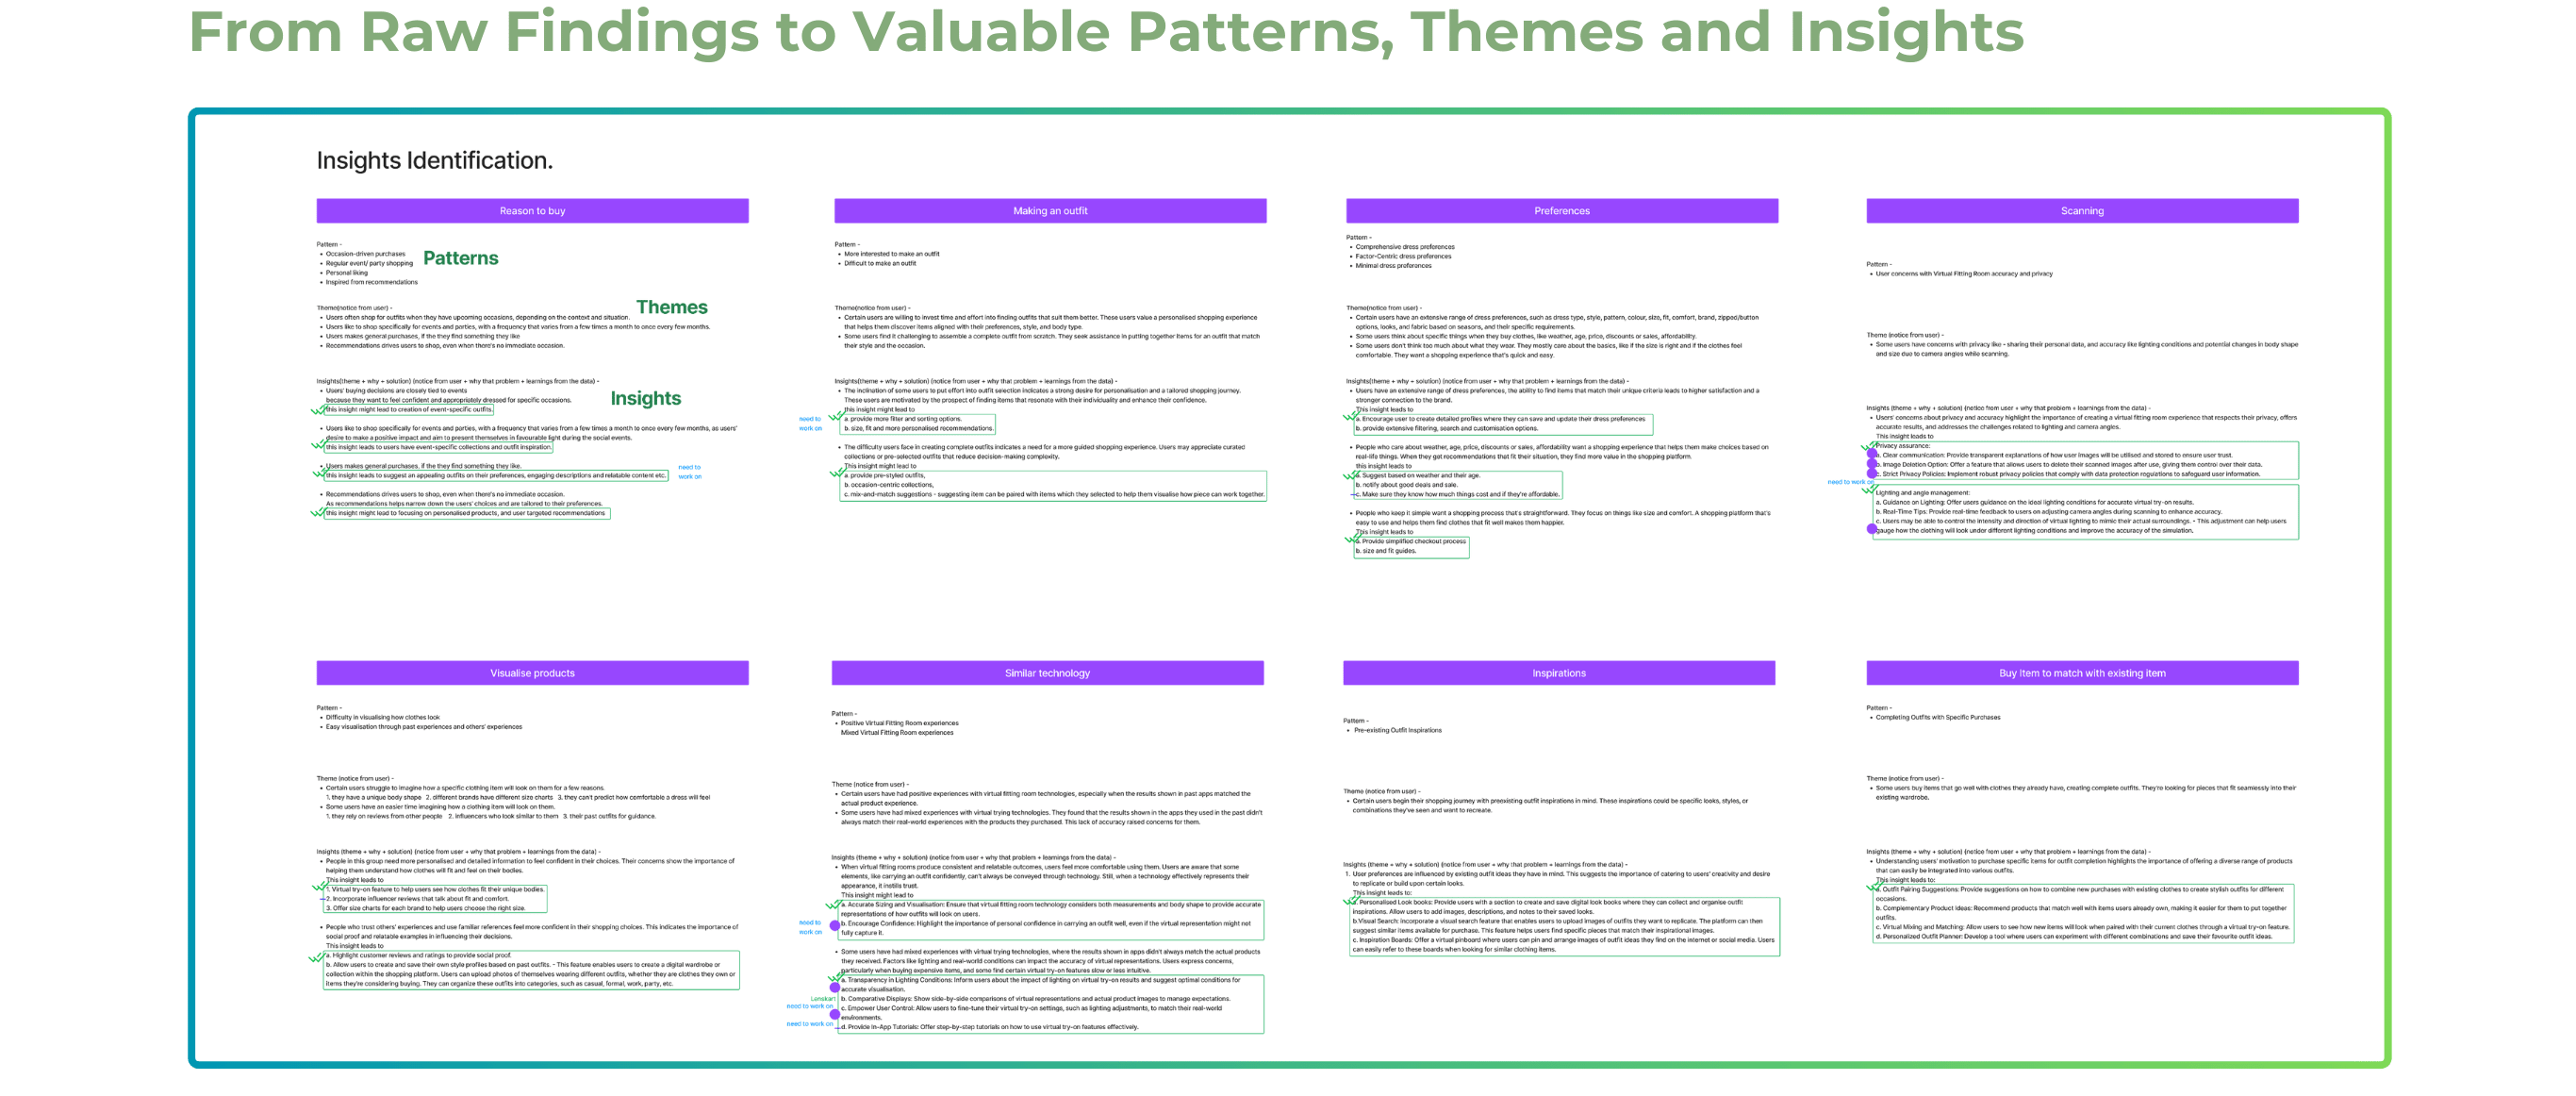 From Raw Findings to Valuable Patterns, Themes and Insights
Insights Identification.
Reason to buy
Pattern -
• Occasion-driven purchases
• Regular event/ party shopping
• Personal liking
• Inspired from recommendations
Patterns
Theme(notice from user) -
• Users often shop for outfits when they have upcoming occasions, depending on the context and situation.
• Users like to shop specifically for events and parties, with a frequency that varies from a few times a month to once every few months.
• Users makes general purchases, if the they find something they like
• Recommendations drives users to shop, even when there's no immediate occasion.
Themes
Insights(theme + why + solution) (notice from user + why that problem + learnings from the data) -
• Users' buying decisions are closely tied to events
because they want to feel confident and appropriately dressed for specific occasions.
this insight might lead to creation of event-specific outfits.
Insights
• Users like to shop specifically for events and parties, with a frequency that varies from a few times a month to once every few months, as users'
desire to make a positive impact and aim to present themselves in favourable light during the social events.
this insight leads to users have event-specific collections and outfit inspiration.
• Users makes general purchases, if the they find something they like.
this insight leads to suggest an appealing outfits on their preferences, engaging descriptions and relatable content etc.
need to
work on
• Recommendations drives users to shop, even when there's no immediate occasion.
As recommendations helps narrow down the users' choices and are tailored to their preferences.
this insight might lead to focusing on personalised products, and user targeted recommendations
Making an outfit
Pattern -
• More interested to make an outfit
• Difficult to make an outfit
Theme(notice from user) -
• Certain users are willing to invest time and effort into finding outfits that suit them better. These users value a personalised shopping experience
that helps them discover items aligned with their preferences, style, and body type.
• Some users find it challenging to assemble a complete outfit from scratch. They seek assistance in putting together items for an outfit that match
their style and the occasion.
Insights(theme + why + solution) (notice from user + why that problem + learnings from the data) -
• The inclination of some users to put effort into outfit selection indicates a strong desire for personalisation and a tailored shopping journey.
These users are motivated by the prospect of finding items that resonate with their individuality and enhance their confidence.
this insight might lead to
a. provide more filter and sorting options.
b. size, fit and more personalised recommendations.
need to
work on
• The difficulty users face in creating complete outfits indicates a need for a more guided shopping experience. Users may appreciate curated
collections or pre-selected outfits that reduce decision-making complexity.
This insight might lead to
a. provide pre-styled outfits,
b. occasion-centric collections,
c. mix-and-match suggestions - suggesting item can be paired with items which they selected to help them visualise how piece can work together.
Preferences
Pattern -
• Comprehensive dress preferences
• Factor-Centric dress preferences
• Minimal dress preferences
Theme(notice from user) -
• Certain users have an extensive range of dress preferences, such as dress type, style, pattern, colour, size, fit, comfort, brand, zipped/button
options, looks, and fabric based on seasons, and their specific requirements.
• Some users think about specific things when they buy clothes, like weather, age, price, discounts or sales, affordability.
• Some users don't think too much about what they wear. They mostly care about the basics, like if the size is right and if the clothes feel
comfortable. They want a shopping experience that's quick and easy.
Insights(theme + why + solution) (notice from user + why that problem + learnings from the data) -
• Users have an extensive range of dress preferences, the ability to find items that match their unique criteria leads to higher satisfaction and a
stronger connection to the brand.
This insight leads to
a. Encourage user to create detailed profiles where they can save and update their dress preferences
b. provide extensive filtering, search and customisation options.
• People who care about weather, age, price, discounts or sales, affordability want a shopping experience that helps them make choices based on
real-life things. When they get recommendations that fit their situation, they find more value in the shopping platform.
this insight leads to
a. Suggest based on weather and their age.
b. notify about good deals and sale.
c. Make sure they know how much things cost and if they're affordable.
• People who keep it simple want a shopping process that's straightforward. They focus on things like size and comfort. A shopping platform that's
easy to use and helps them find clothes that fit well makes them happier.
This insight leads to
a. Provide simplified checkout process
b. size and fit guides.
Scanning
Pattern -
• User concerns with Virtual Fitting Room accuracy and privacy
Theme (notice from user) -
• Some users have concerns with privacy like - sharing their personal data, and accuracy like lighting conditions and potential changes in body shape
and size due to camera angles while scanning.
Insights (theme + why + solution) (notice from user + why that problem + learnings from the data) -
• Users' concerns about privacy and accuracy highlight the importance of creating a virtual fitting room experience that respects their privacy, offers
accurate results, and addresses the challenges related to lighting and camera angles.
This insight leads to
Privacy assurance:
a. Clear communication: Provide transparent explanations of how user images will be utilised and stored to ensure user trust.
b. Image Deletion Option: Offer a feature that allows users to delete their scanned images after use, giving them control over their data.
c. Strict Privacy Policies: Implement robust privacy policies that comply with data protection regulations to safeguard user information.
need to work on
Lighting and angle management:
a. Guidance on Lighting: Offer users guidance on the ideal lighting conditions for accurate virtual try-on results.
b. Real-Time Tips: Provide real-time feedback to users on adjusting camera angles during scanning to enhance accuracy.
c. Users may be able to control the intensity and direction of virtual lighting to mimic their actual surroundings. - This adjustment can help users
gauge how the clothing will look under different lighting conditions and improve the accuracy of the simulation.
Visualise products
Pattern -
• Difficulty in visualising how clothes look
• Easy visualisation through past experiences and others' experiences
Theme (notice from user) -
• Certain users struggle to imagine how a specific clothing item will look on them for a few reasons.
1. they have a unique body shape 2. different brands have different size charts 3. they can't predict how comfortable a dress will feel
• Some users have an easier time imagining how a clothing item will look on them.
1. they rely on reviews from other people 2. influencers who look similar to them 3. their past outfits for guidance.
Insights (theme + why + solution) (notice from user + why that problem + learnings from the data) -
• People in this group need more personalised and detailed information to feel confident in their choices. Their concerns show the importance of
helping them understand how clothes will fit and feel on their bodies.
This insight leads to
1. Virtual try-on feature to help users see how clothes fit their unique bodies.
2. Incorporate influencer reviews that talk about fit and comfort.
3. Offer size charts for each brand to help users choose the right size.
• People who trust others' experiences and use familiar references feel more confident in their shopping choices. This indicates the importance of
social proof and relatable examples in influencing their decisions.
This insight leads to
a. Highlight customer reviews and ratings to provide social proof.
b. Allow users to create and save their own style profiles based on past outfits. - This feature enables users to create a digital wardrobe or
collection within the shopping platform. Users can upload photos of themselves wearing different outfits, whether they are clothes they own or
items they're considering buying. They can organize these outfits into categories, such as casual, formal, work, party, etc.
Similar technology
Pattern -
• Positive Virtual Fitting Room experiences
Mixed Virtual Fitting Room experiences
Theme (notice from user) -
• Certain users have had positive experiences with virtual fitting room technologies, especially when the results shown in past apps matched the
actual product experience.
• Some users have had mixed experiences with virtual trying technologies. They found that the results shown in the apps they used in the past didn't
always match their real-world experiences with the products they purchased. This lack of accuracy raised concerns for them.
Insights (theme + why + solution) (notice from user + why that problem + learnings from the data) -
• When virtual fitting rooms produce consistent and relatable outcomes, users feel more comfortable using them. Users are aware that some
elements, like carrying an outfit confidently, can't always be conveyed through technology. Still, when a technology effectively represents their
appearance, it instills trust.
This insight might lead to
a. Accurate Sizing and Visualisation: Ensure that virtual fitting room technology considers both measurements and body shape to provide accurate
representations of how outfits will look on users.
b. Encourage Confidence: Highlight the importance of personal confidence in carrying an outfit well, even if the virtual representation might not
fully capture it.
need to
work on
• Some users have had mixed experiences with virtual trying technologies, where the results shown in apps didn't always match the actual products
they received. Factors like lighting and real-world conditions can impact the accuracy of virtual representations. Users express concerns,
particularly when buying expensive items, and some find certain virtual try-on features slow or less intuitive.
a. Transparency in Lighting Conditions: Inform users about the impact of lighting on virtual try-on results and suggest optimal conditions for
accurate visualisation.
Lenskart
b. Comparative Displays: Show side-by-side comparisons of virtual representations and actual product images to manage expectations.
need to work on
c. Empower User Control: Allow users to fine-tune their virtual try-on settings, such as lighting adjustments, to match their real-world
environments.
need to work on
d. Provide In-App Tutorials: Offer step-by-step tutorials on how to use virtual try-on features effectively.
Inspirations
Pattern -
• Pre-existing Outfit Inspirations
Theme (notice from user) -
• Certain users begin their shopping journey with preexisting outfit inspirations in mind. These inspirations could be specific looks, styles, or
combinations they've seen and want to recreate.
Insights (theme + why + solution) (notice from user + why that problem + learnings from the data) -
1. User preferences are influenced by existing outfit ideas they have in mind. This suggests the importance of catering to users' creativity and desire
to replicate or build upon certain looks.
This insight leads to:
a. Personalised Look books: Provide users with a section to create and save digital look books where they can collect and organise outfit
inspirations. Allow users to add images, descriptions, and notes to their saved looks.
b.Visual Search: Incorporate a visual search feature that enables users to upload images of outfits they want to replicate. The platform can then
suggest similar items available for purchase. This feature helps users find specific pieces that match their inspirational images.
c. Inspiration Boards: Offer a virtual pinboard where users can pin and arrange images of outfit ideas they find on the internet or social media. Users
can easily refer to these boards when looking for similar clothing items.
Buy item to match with existing item
Pattern -
• Completing Outfits with Specific Purchases
Theme (notice from user) -
• Some users buy items that go well with clothes they already have, creating complete outfits. They're looking for pieces that fit seamlessly into their
existing wardrobe.
Insights (theme + why + solution) (notice from user + why that problem + learnings from the data) -
• Understanding users' motivation to purchase specific items for outfit completion highlights the importance of offering a diverse range of products
that can easily be integrated into various outfits.
This insight leads to:
a. Outfit Pairing Suggestions: Provide suggestions on how to combine new purchases with existing clothes to create stylish outfits for different
occasions.
b. Complementary Product Ideas: Recommend products that match well with items users already own, making it easier for them to put together
outfits.
c. Virtual Mixing and Matching: Allow users to see how new items will look when paired with their current clothes through a virtual try-on feature.
d. Personalized Outfit Planner: Develop a tool where users can experiment with different combinations and save their favourite outfit ideas.